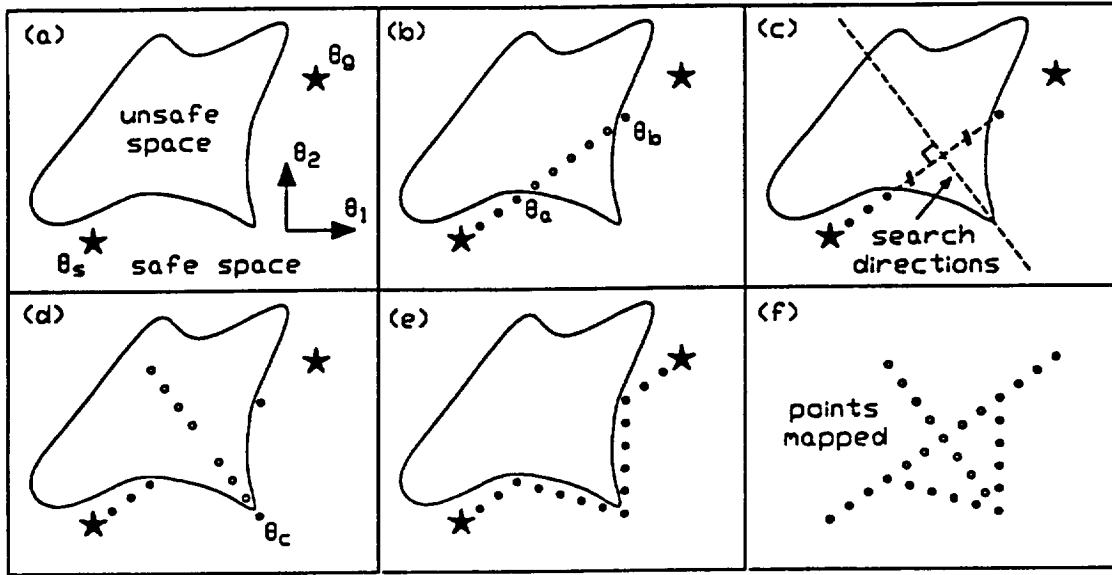 (a)
θg
unsafe
space
θ2
θ1
θs
safe space
(b)
θb
θa
(c)
search
directions
(d)
θc
(e)
(f)
points
mapped